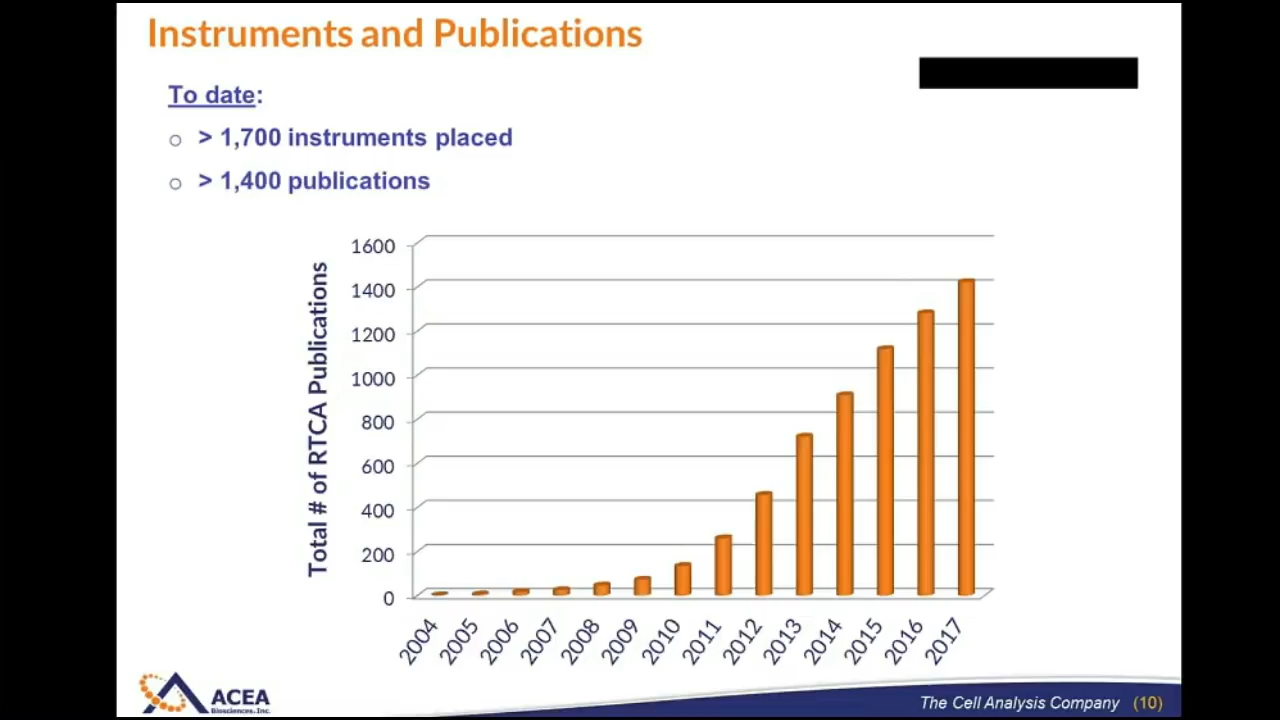 Instruments and Publications
To date:
> 1,700 instruments placed
> 1,400 publications
Total # of RTCA Publications
1600
1400
1200
1000
800
600
400
200
0
2004 2005 2006 2007 2008 2009 2010 2011 2012 2013 2014 2015 2016 2017
ACEA
Biosciences, Inc.
The Cell Analysis Company (10)